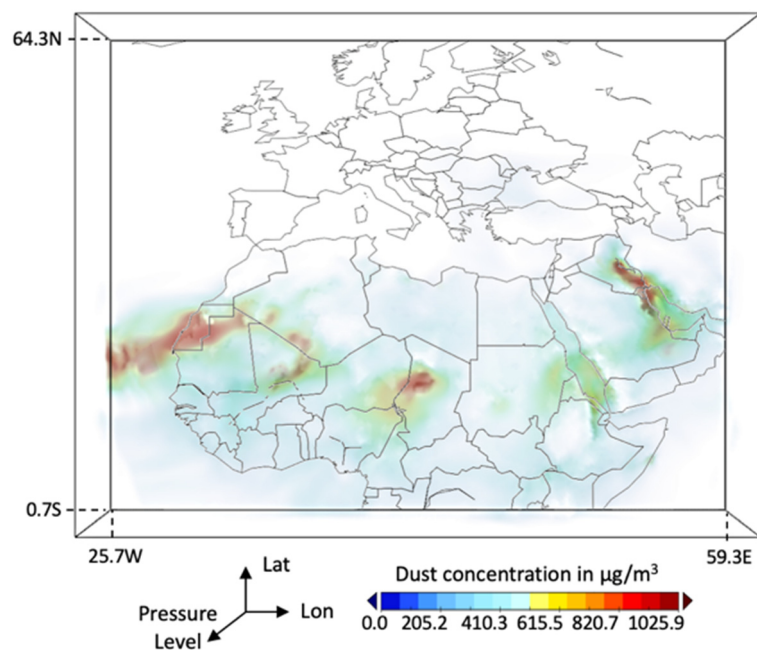 64.3N
0.7S
25.7W 59.3E
Lat
Lon
Pressure
Level
Dust concentration in µg/m³
0.0 205.2 410.3 615.5 820.7 1025.9